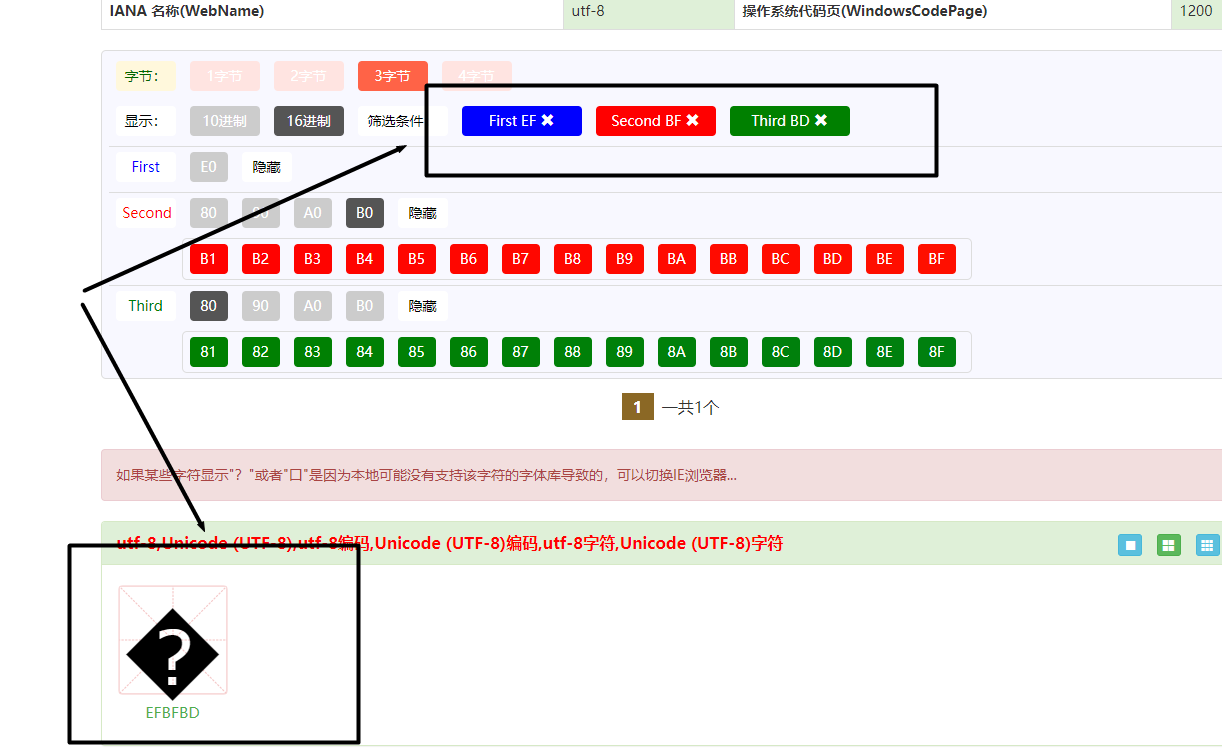 IANA 名称(WebName) utf-8 操作系统代码页(WindowsCodePage) 1200
字节： 1字节 2字节 3字节 4字节
显示： 10进制 16进制 筛选条件 First EF ✖ Second BF ✖ Third BD ✖
First E0 隐藏
Second 80 90 A0 B0 隐藏
B1 B2 B3 B4 B5 B6 B7 B8 B9 BA BB BC BD BE BF
Third 80 90 A0 B0 隐藏
81 82 83 84 85 86 87 88 89 8A 8B 8C 8D 8E 8F
1 一共1个
如果某些字符显示"？"或者"口"是因为本地可能没有支持该字符的字体库导致的，可以切换IE浏览器...
utf-8,Unicode (UTF-8),utf-8编码,Unicode (UTF-8)编码,utf-8字符,Unicode (UTF-8)字符
�
EFBFBD